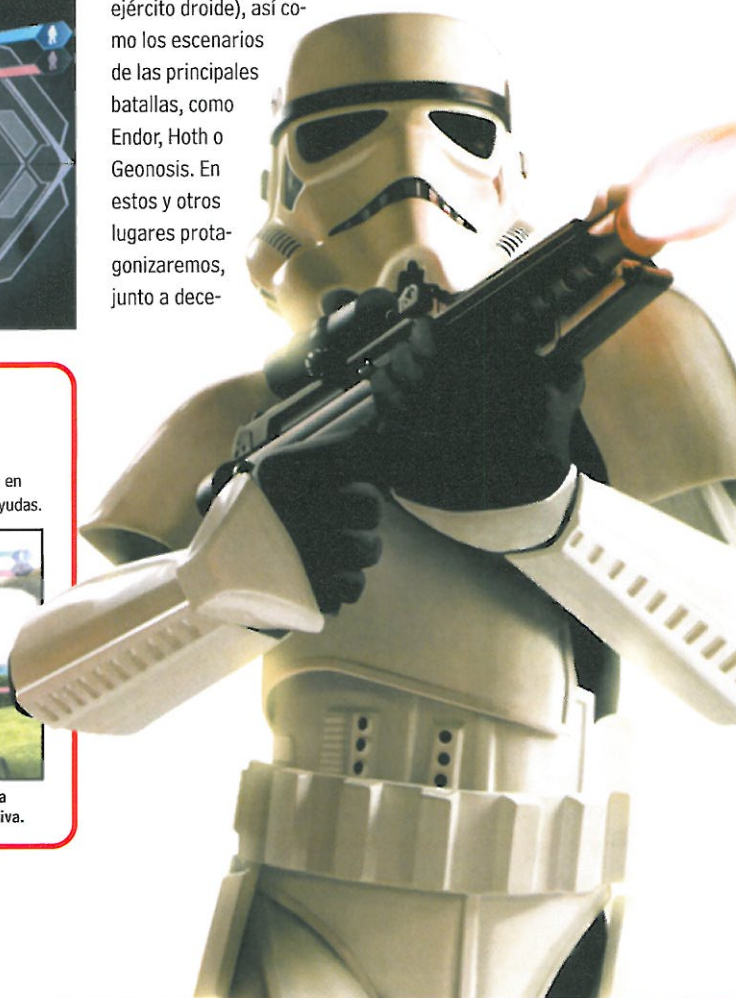 ejército droide), así co-
mo los escenarios
de las principales
batallas, como
Endor, Hoth o
Geonosis. En
estos y otros
lugares prota-
gonizaremos,
junto a dece-
en
yudas.
a
iva.